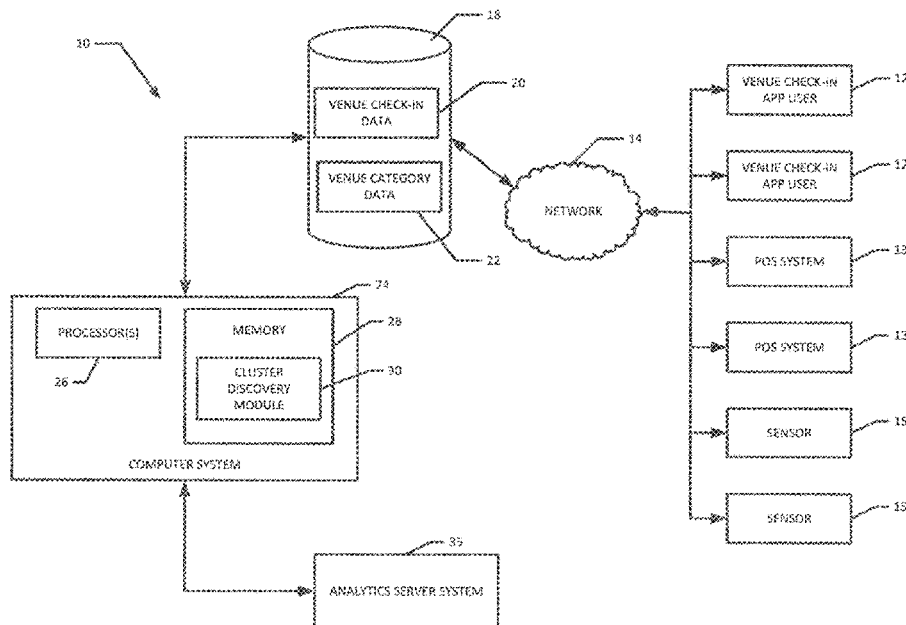 10
18
VENUE CHECK-IN
DATA
20
VENUE CATEGORY
DATA
22
14
NETWORK
VENUE CHECK-IN
APP USER
12
VENUE CHECK-IN
APP USER
12
POS SYSTEM
13
POS SYSTEM
13
SENSOR
15
SENSOR
15
24
PROCESSOR(S)
26
MEMORY
28
CLUSTER
DISCOVERY
MODULE
30
COMPUTER SYSTEM
35
ANALYTICS SERVER SYSTEM